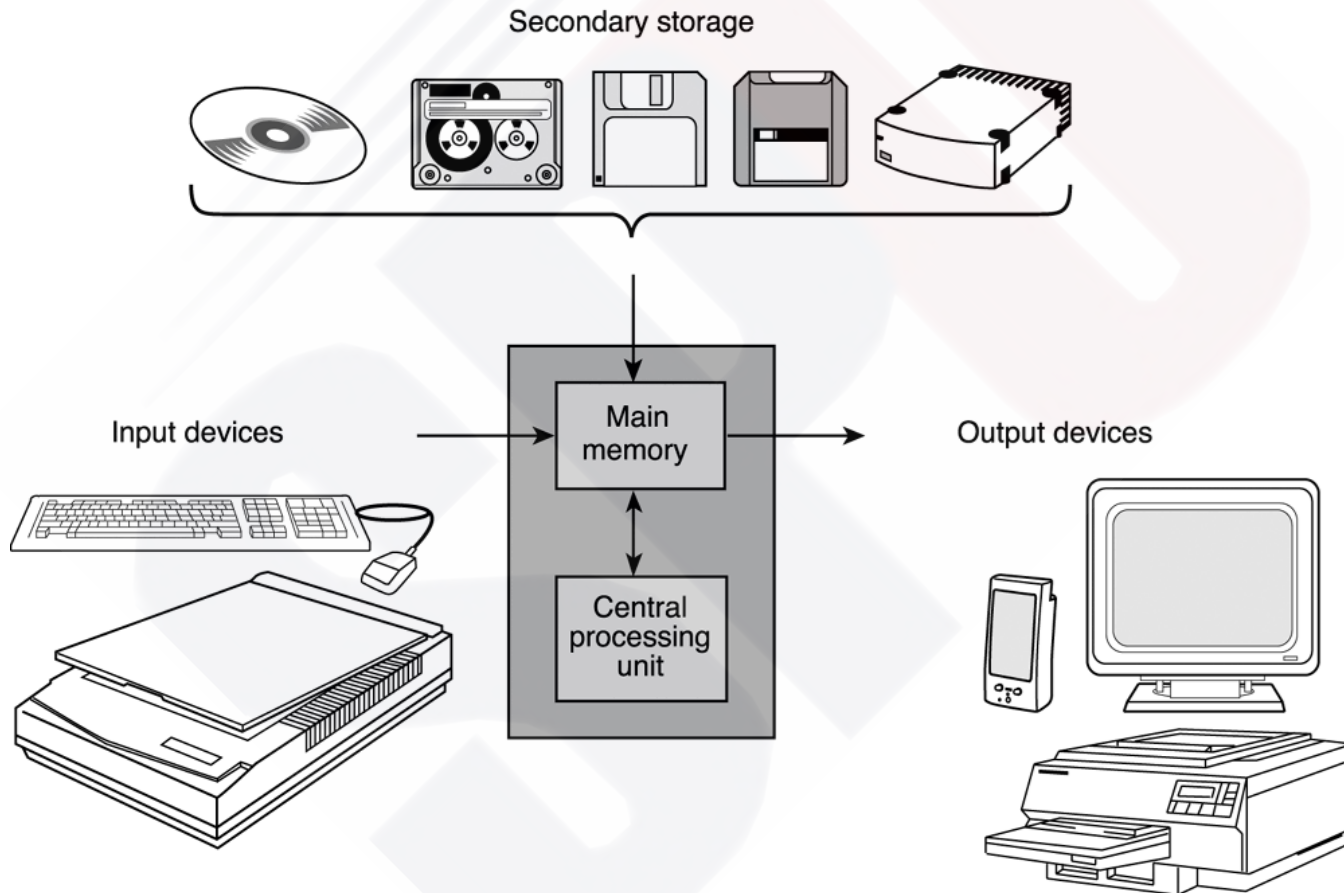 Secondary storage
Input devices
Main
memory
Output devices
Central
processing
unit